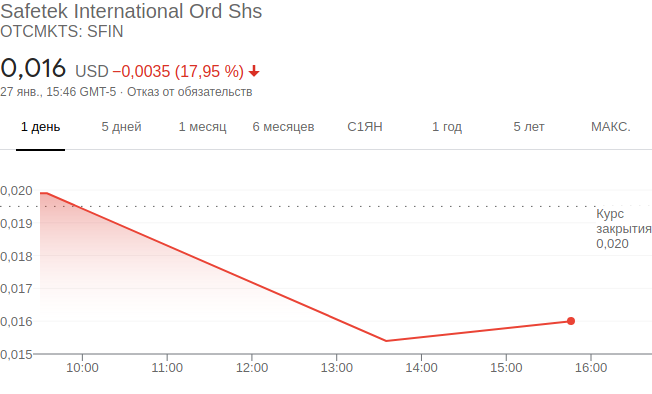 Safetek International Ord Shs
OTCMKTS: SFIN
0,016 USD −0,0035 (17,95 %)
27 янв., 15:46 GMT-5 · Отказ от обязательств
1 день 5 дней 1 месяц 6 месяцев С1ЯН 1 год 5 лет МАКС.
0,020
0,019
0,018
0,017
0,016
0,015
Курс
закрытия
0,020
10:00 11:00 12:00 13:00 14:00 15:00 16:00